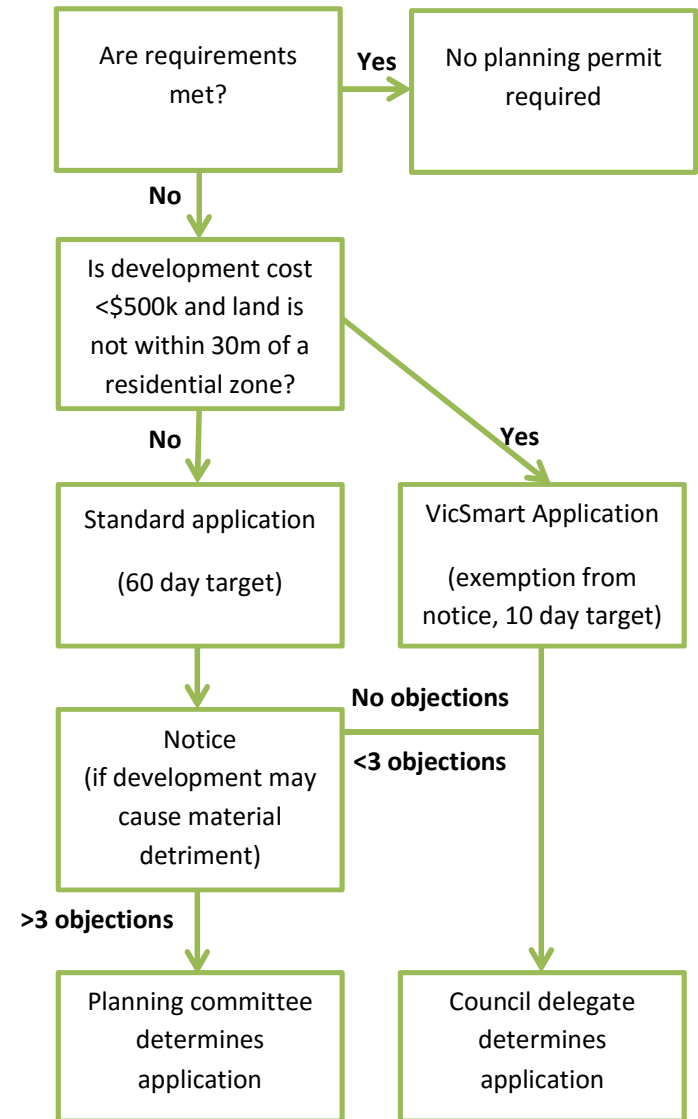 Are requirements
met?
Yes
No planning permit
required
No
Is development cost
<$500k and land is
not within 30m of a
residential zone?
No
Yes
Standard application
(60 day target)
VicSmart Application
(exemption from
notice, 10 day target)
Notice
(if development may
cause material
detriment)
No objections
<3 objections
>3 objections
Planning committee
determines
application
Council delegate
determines
application